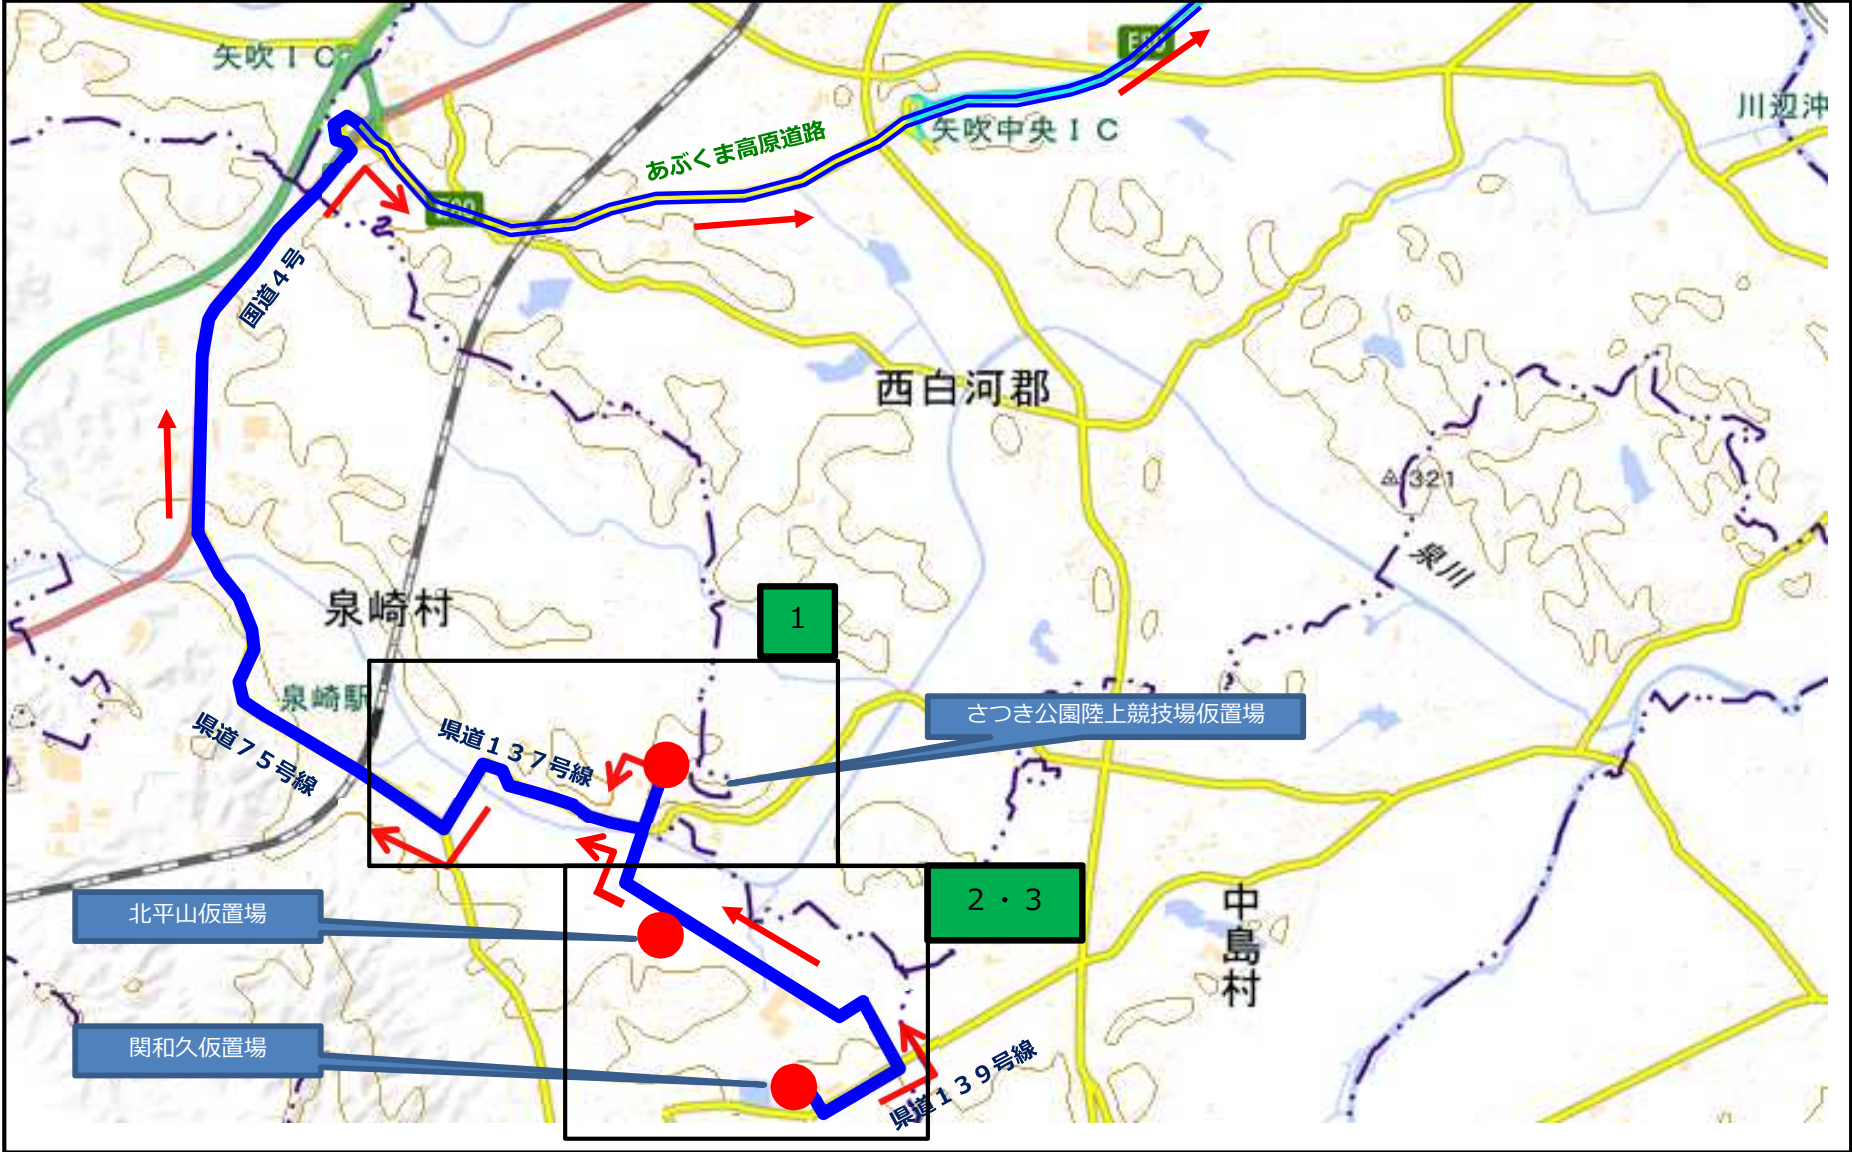 矢吹ＩＣ
川辺沖
矢吹中央ＩＣ
あぶくま高原道路
国道４号
西白河郡
321
泉川
泉崎村
1
泉崎駅
県道７５号線
県道１３７号線
さつき公園陸上競技場仮置場
２・３
中島村
北平山仮置場
関和久仮置場
県道１３９号線